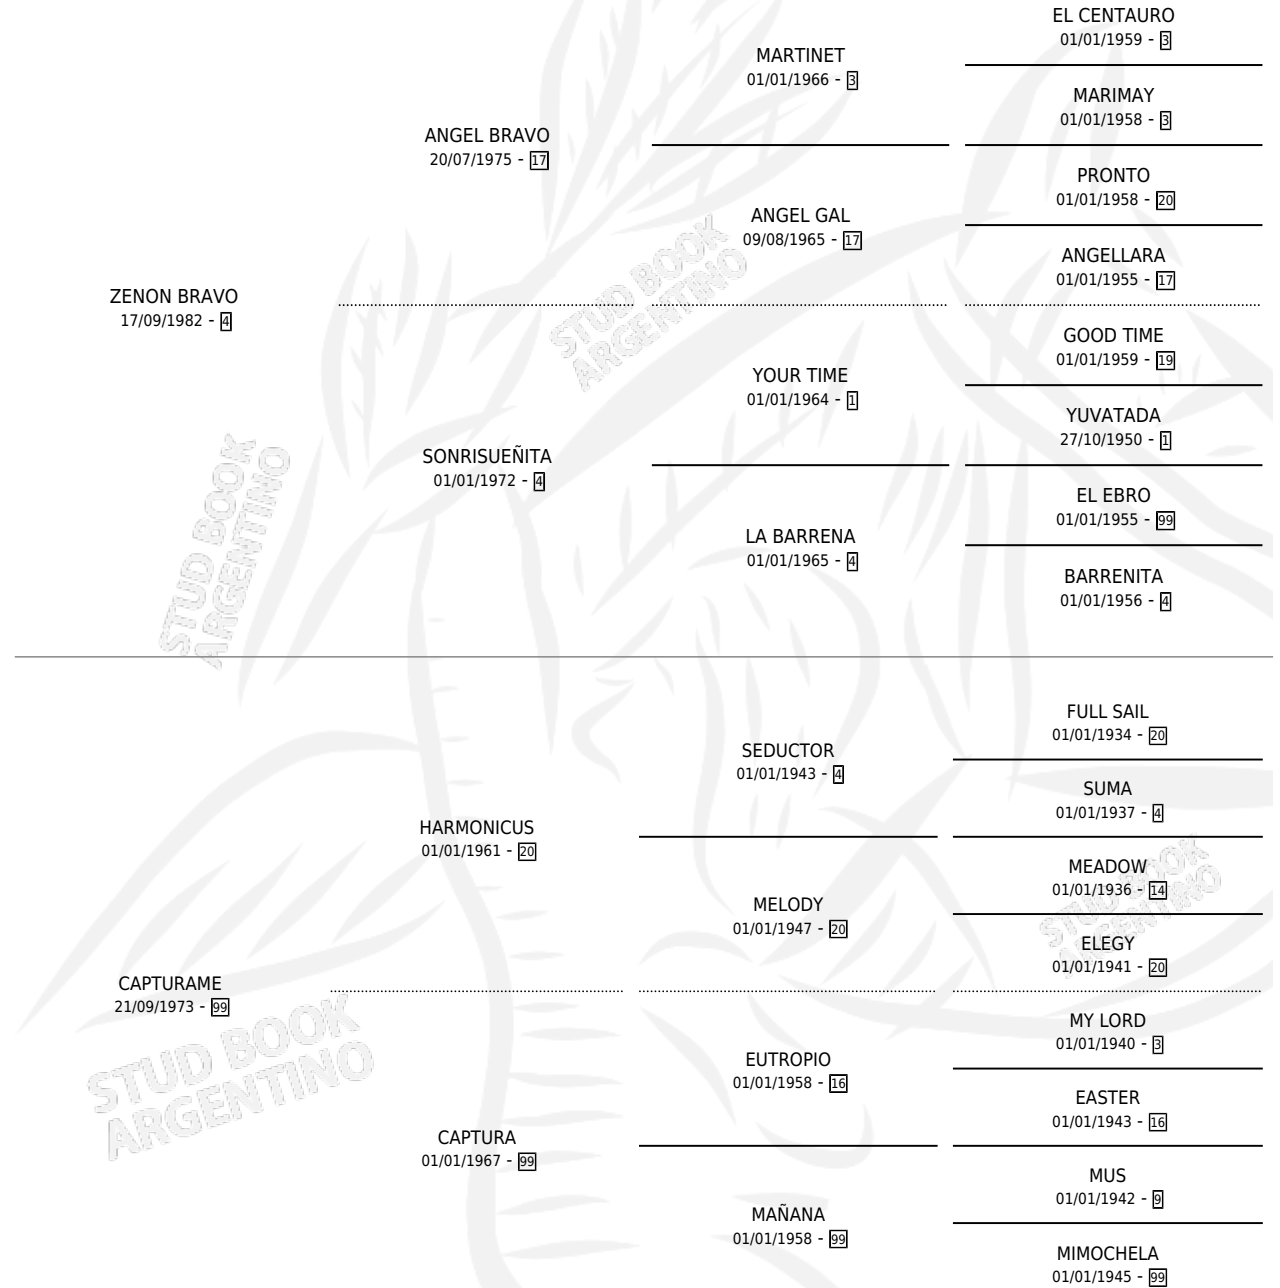 EL CENTAURO
01/01/1959 - 3
MARTINET
01/01/1966 - 3
MARIMAY
01/01/1958 - 3
ANGEL BRAVO
20/07/1975 - 17
PRONTO
01/01/1958 - 20
ANGEL GAL
09/08/1965 - 17
ANGELLARA
01/01/1955 - 17
ZENON BRAVO
17/09/1982 - 4
GOOD TIME
01/01/1959 - 19
YOUR TIME
01/01/1964 - 1
YUVATADA
27/10/1950 - 1
SONRISUEÑITA
01/01/1972 - 4
EL EBRO
01/01/1955 - 99
LA BARRENA
01/01/1965 - 4
BARRENITA
01/01/1956 - 4
STUD BOOK
ARGENTINO
STUD BOOK
ARGENTINO
FULL SAIL
01/01/1934 - 20
SEDUCTOR
01/01/1943 - 4
SUMA
01/01/1937 - 4
HARMONICUS
01/01/1961 - 20
MEADOW
01/01/1936 - 14
MELODY
01/01/1947 - 20
ELEGY
01/01/1941 - 20
CAPTURAME
21/09/1973 - 99
MY LORD
01/01/1940 - 3
EUTROPIO
01/01/1958 - 16
EASTER
01/01/1943 - 16
CAPTURA
01/01/1967 - 99
MUS
01/01/1942 - 9
MAÑANA
01/01/1958 - 99
MIMOCHELA
01/01/1945 - 99
STUD BOOK
ARGENTINO
STUD BOOK
ARGENTINO